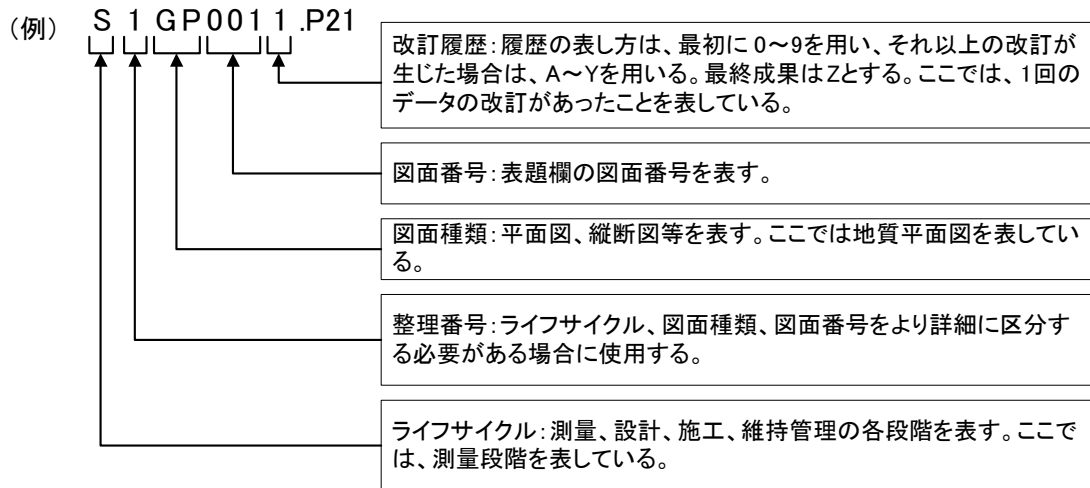 (例) S 1 GP001 1 .P21
改訂履歴:履歴の表し方は、最初に 0~9を用い、それ以上の改訂が
生じた場合は、A~Yを用いる。最終成果はZとする。ここでは、1回の
データの改訂があったことを表している。
図面番号:表題欄の図面番号を表す。
図面種類:平面図、縦断図等を表す。ここでは地質平面図を表してい
る。
整理番号:ライフサイクル、図面種類、図面番号をより詳細に区分す
る必要がある場合に使用する。
ライフサイクル:測量、設計、施工、維持管理の各段階を表す。ここで
は、測量段階を表している。